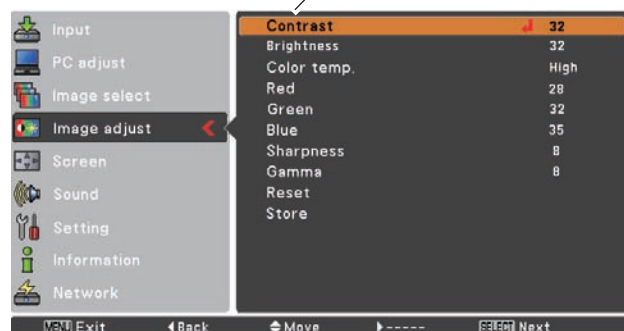 Input
PC adjust
Image select
Image adjust
Screen
Sound
Setting
Information
Network
Contrast 32
Brightness 32
Color temp. High
Red 28
Green 32
Blue 35
Sharpness 8
Gamma 8
Reset
Store
MENU Exit Back Move ----- SELECT Next